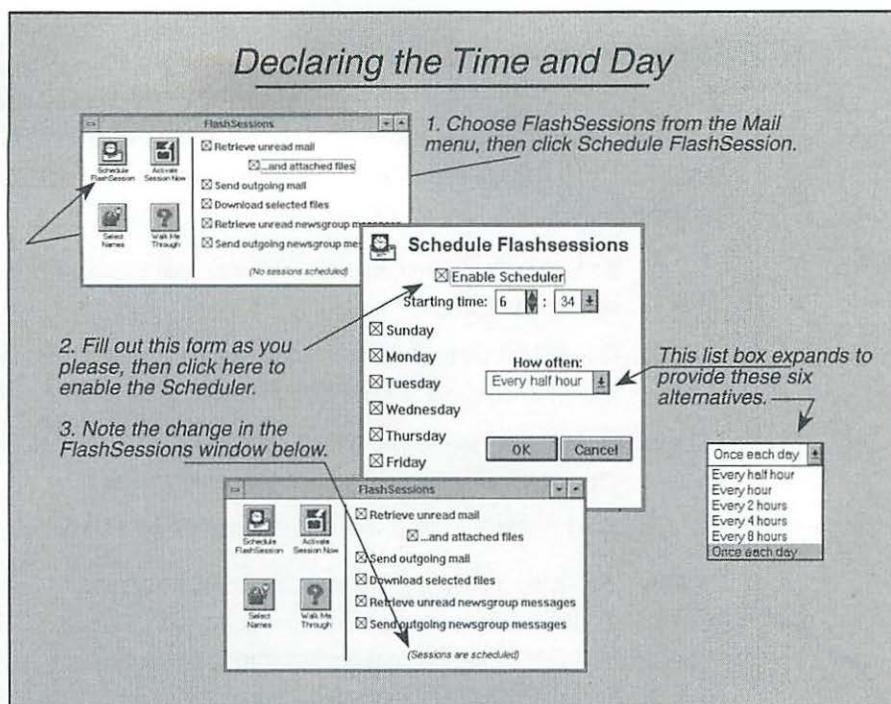 Declaring the Time and Day
FlashSessions
Schedule
FlashSession
Activate
Session Now
Select
Names
Walk Me
Through
Retrieve unread mail
...and attached files
Send outgoing mail
Download selected files
Retrieve unread newsgroup messages
Send outgoing newsgroup me
(No sessions scheduled)
1. Choose FlashSessions from the Mail
menu, then click Schedule FlashSession.
Schedule Flashsessions
Enable Scheduler
Starting time: 6 : 34
Sunday
Monday
Tuesday
Wednesday
Thursday
Friday
How often:
Every half hour
OK
Cancel
2. Fill out this form as you
please, then click here to
enable the Scheduler.
This list box expands to
provide these six
alternatives.
Once each day
Every half hour
Every hour
Every 2 hours
Every 4 hours
Every 8 hours
Once each day
3. Note the change in the
FlashSessions window below.
FlashSessions
Schedule
FlashSession
Activate
Session Now
Select
Names
Walk Me
Through
Retrieve unread mail
...and attached files
Send outgoing mail
Download selected files
Retrieve unread newsgroup messages
Send outgoing newsgroup messages
(Sessions are scheduled)